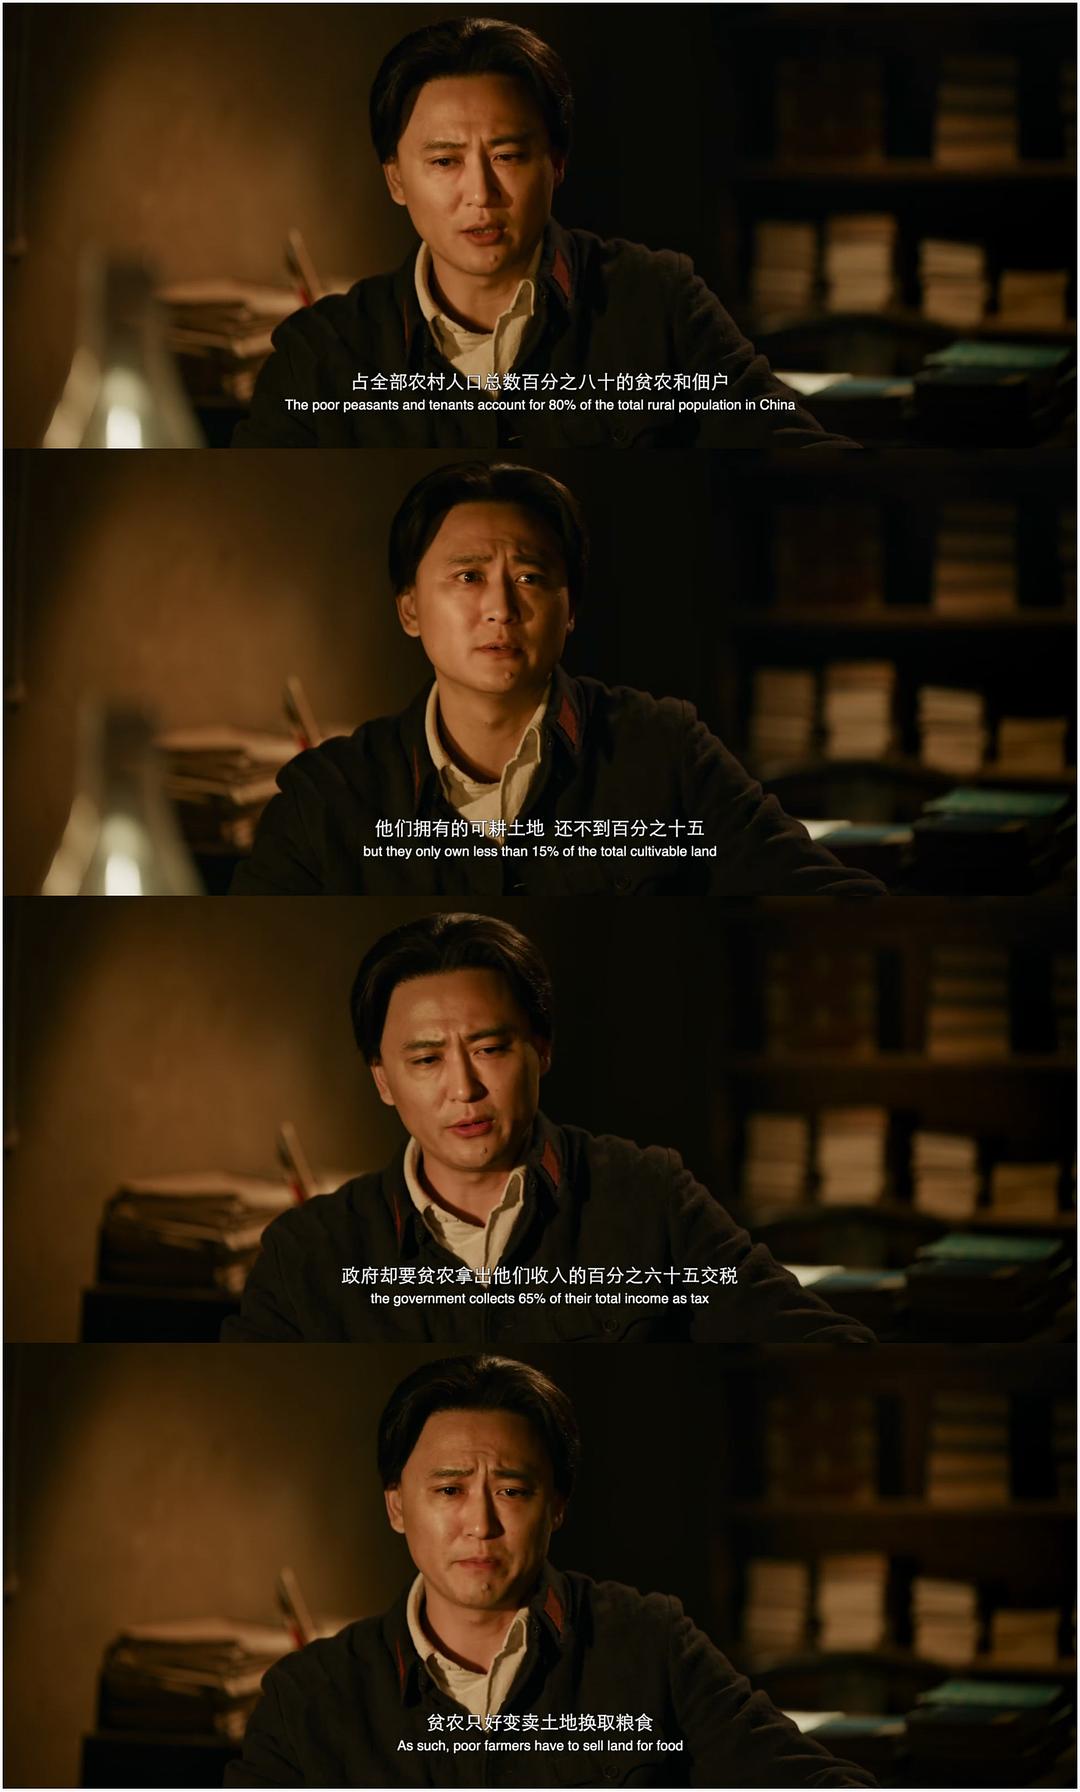 占全部农村人口总数百分之八十的贫农和佃户
The poor peasants and tenants account for 80% of the total rural population in China
他们拥有的可耕土地 还不到百分之十五
but they only own less than 15% of the total cultivable land
政府却要贫农拿出他们收入的百分之六十五交税
the government collects 65% of their total income as tax
贫农只好变卖土地换取粮食
As such, poor farmers have to sell land for food